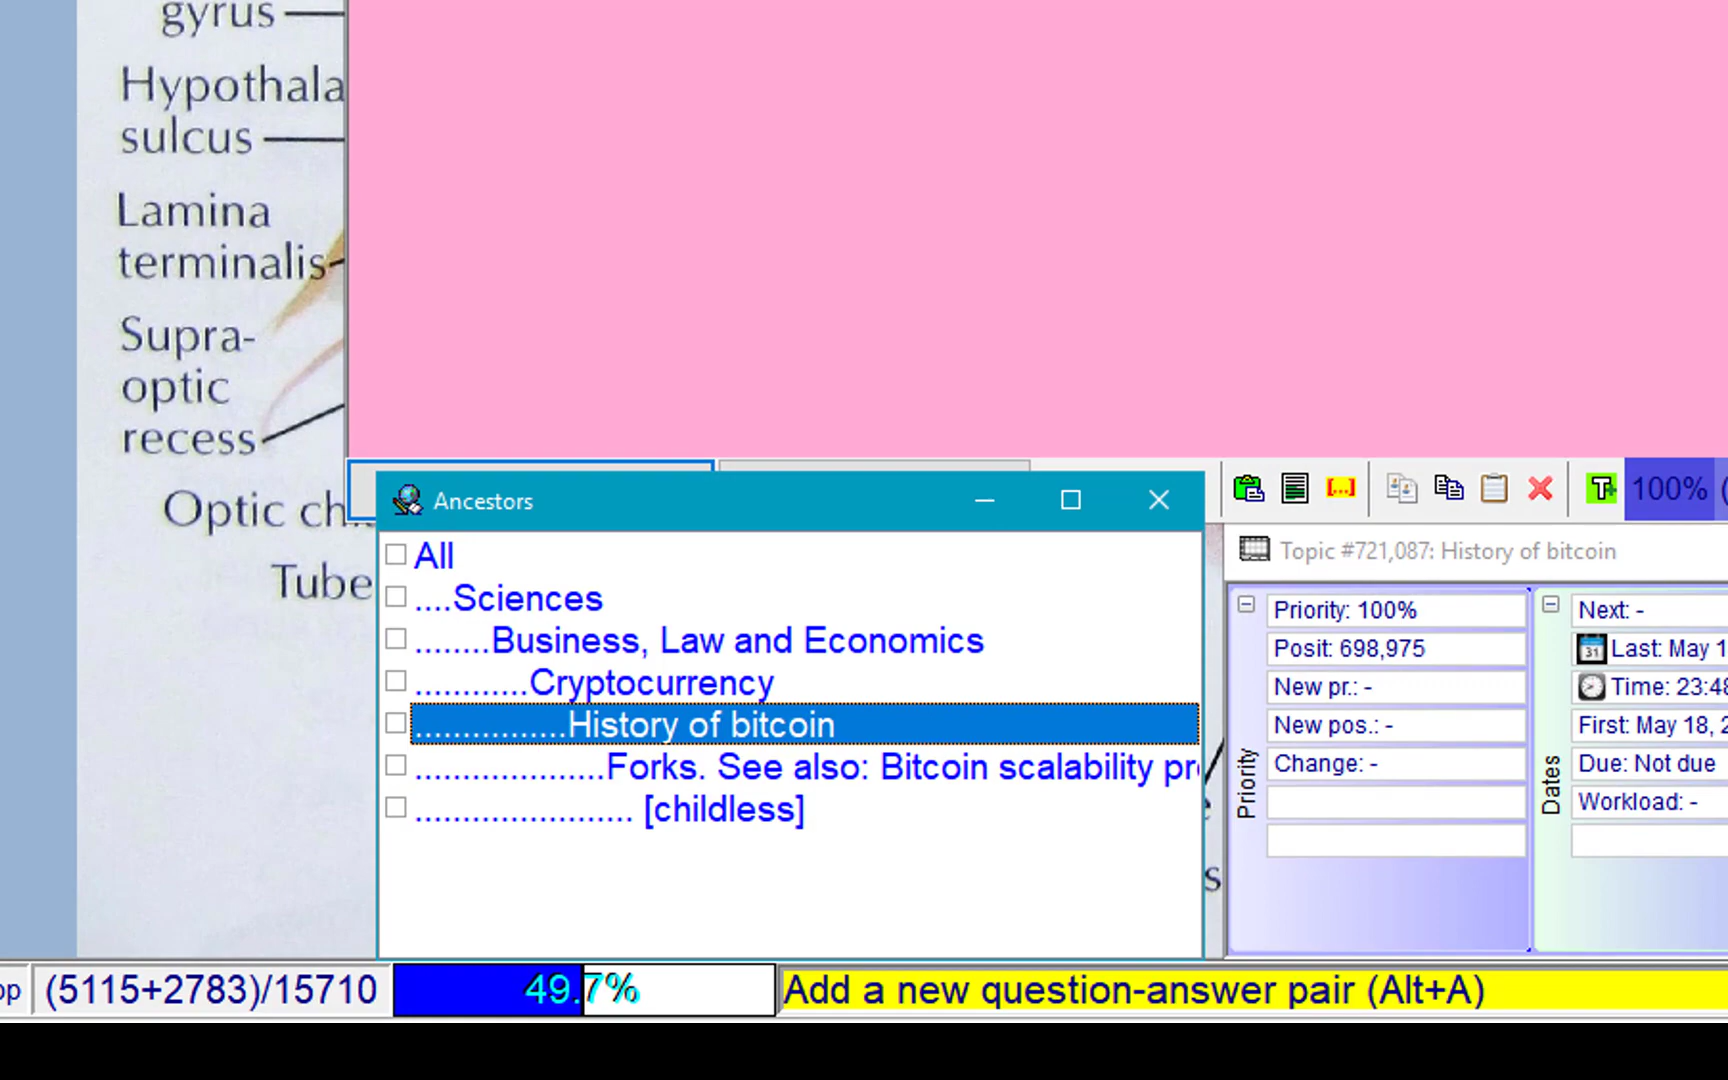 gyrus
Hypothala
sulcus
Lamina
terminalis
Supra-
optic
recess
Optic
Tube
Ancestors
All
....Sciences
........Business, Law and Economics
............Cryptocurrency
................History of bitcoin
....................Forks. See also: Bitcoin scalability pr
....................... [childless]
100%
Topic #721,087: History of bitcoin
Priority
Priority: 100%
Posit: 698,975
New pr.: -
New pos.: -
Change: -
Dates
Next: -
Last: May 1
Time: 23:48
First: May 18, 2
Due: Not due
Workload: -
op
(5115+2783)/15710
49.7%
Add a new question-answer pair (Alt+A)